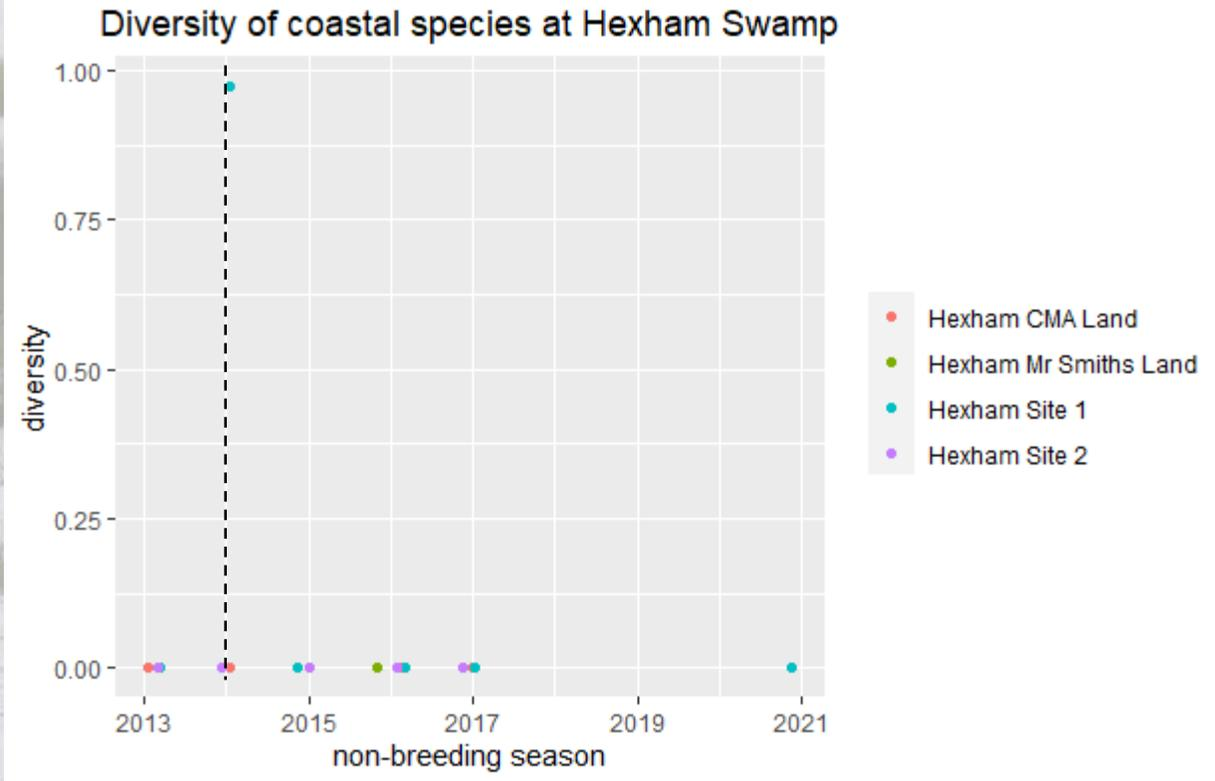 Diversity of coastal species at Hexham Swamp
1.00
0.75
0.50
0.25
0.00
diversity
2013 2015 2017 2019 2021
non-breeding season
Hexham CMA Land
Hexham Mr Smiths Land
Hexham Site 1
Hexham Site 2